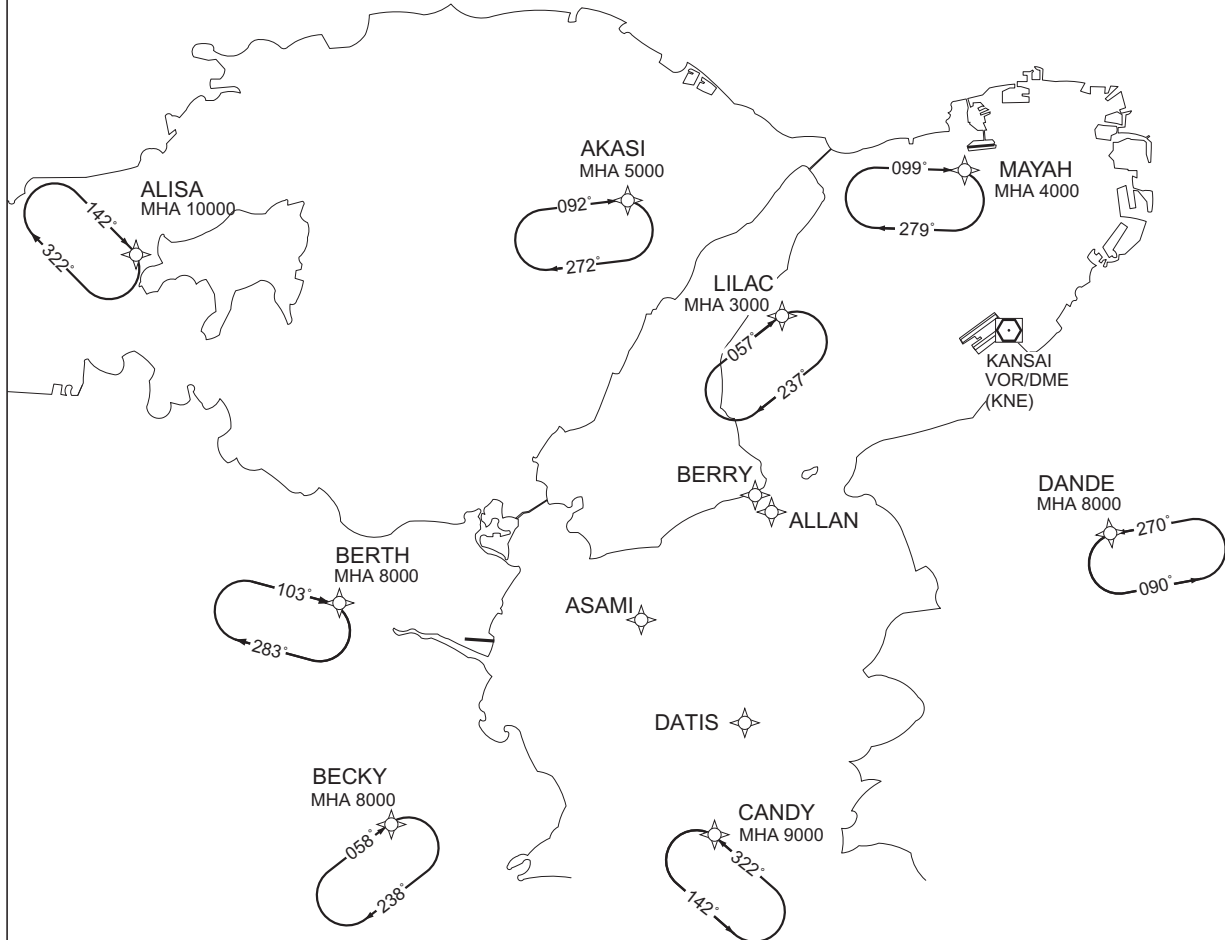 AKASI
MHA 5000
092°
272°
MAYAH
MHA 4000
099°
279°
ALISA
MHA 10000
142°
322°
LILAC
MHA 3000
057°
237°
KANSAI
VOR/DME
(KNE)
BERRY
ALLAN
DANDE
MHA 8000
270°
090°
BERTH
MHA 8000
103°
283°
ASAMI
DATIS
BECKY
MHA 8000
058°
238°
CANDY
MHA 9000
322°
142°